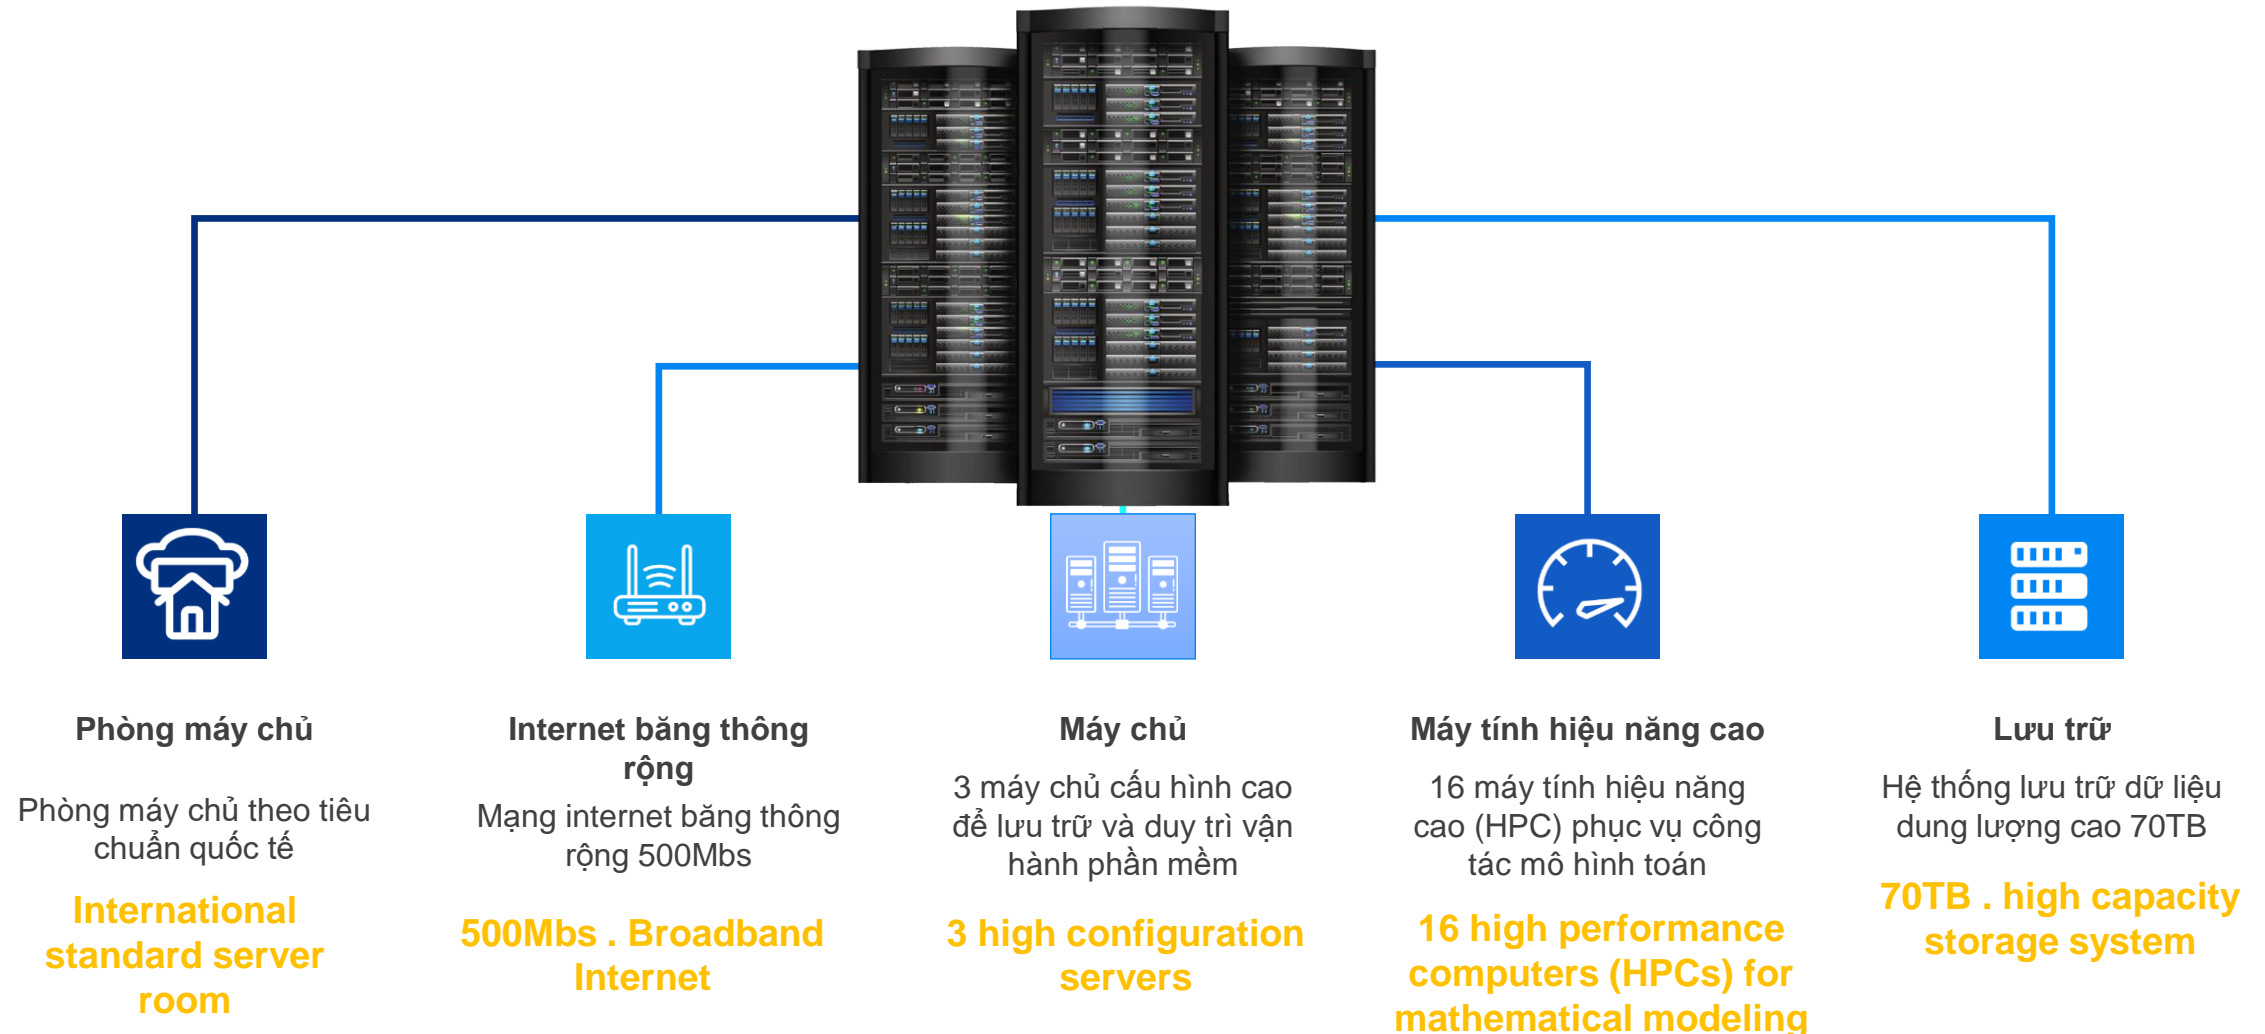 Phòng máy chủ
Phòng máy chủ theo tiêu
chuẩn quốc tế
International
standard server
room
Internet băng thông
rộng
Mạng internet băng thông
rộng 500Mbs
500Mbs . Broadband
Internet
Máy chủ
3 máy chủ cấu hình cao
để lưu trữ và duy trì vận
hành phần mềm
3 high configuration
servers
Máy tính hiệu năng cao
16 máy tính hiệu năng
cao (HPC) phục vụ công
tác mô hình toán
16 high performance
computers (HPCs) for
mathematical modeling
Lưu trữ
Hệ thống lưu trữ dữ liệu
dung lượng cao 70TB
70TB . high capacity
storage system